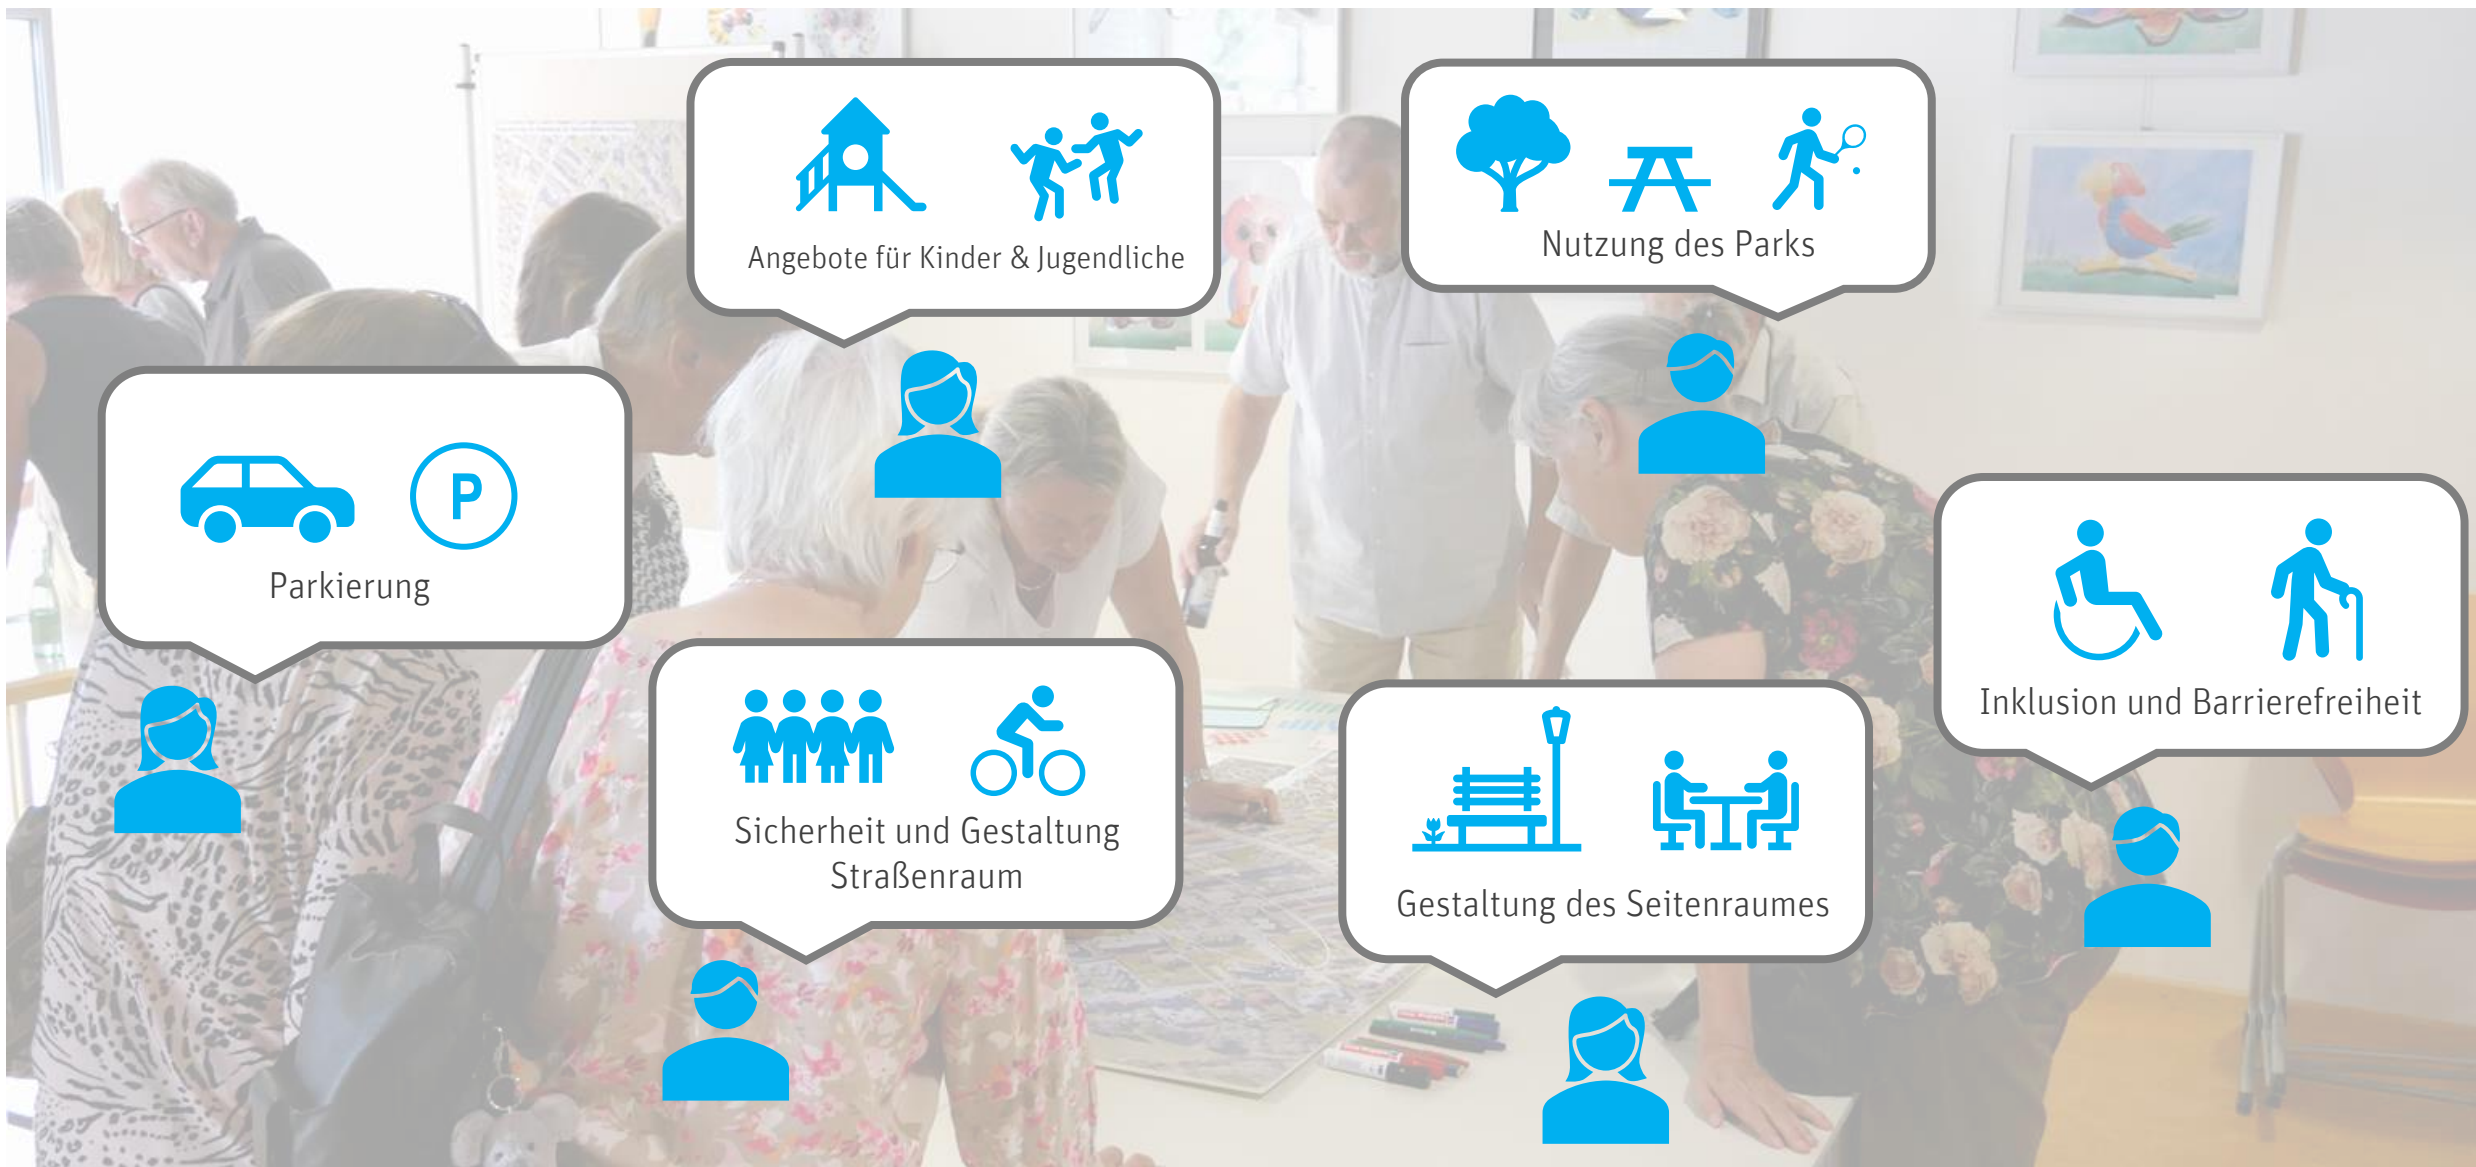 Angebote für Kinder & Jugendliche
Nutzung des Parks
P
Parkierung
Inklusion und Barrierefreiheit
Sicherheit und Gestaltung
Straßenraum
Gestaltung des Seitenraumes